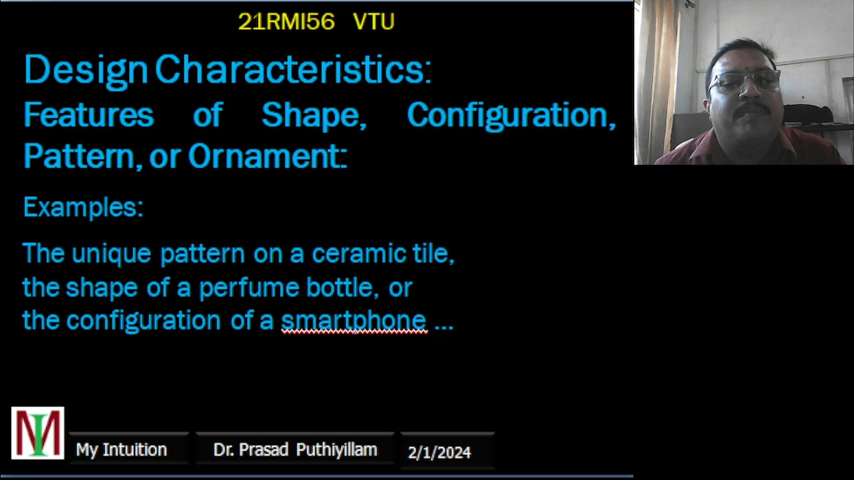 21RMI56 VTU
Design Characteristics:
Features of Shape, Configuration,
Pattern, or Ornament:
Examples:
The unique pattern on a ceramic tile,
the shape of a perfume bottle, or
the configuration of a smartphone ...
MI
My Intuition
Dr. Prasad Puthiyillam
2/1/2024